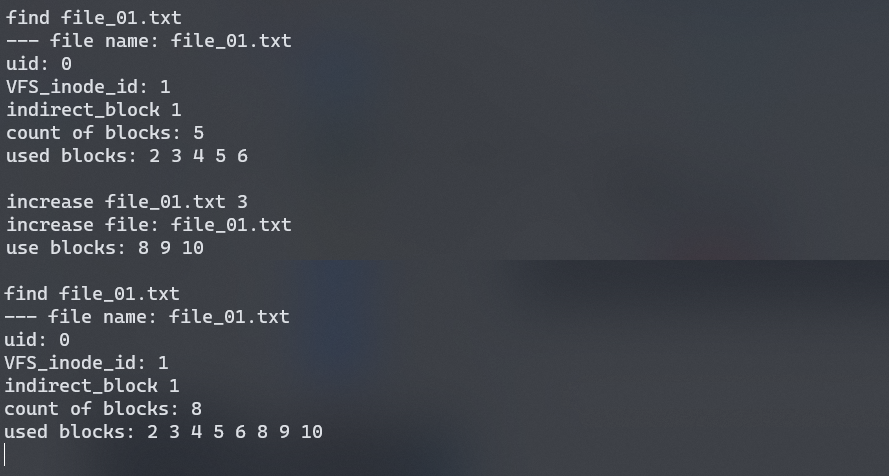 find file_01.txt
--- file name: file_01.txt
uid: 0
VFS_inode_id: 1
indirect_block 1
count of blocks: 5
used blocks: 2 3 4 5 6
increase file_01.txt 3
increase file: file_01.txt
use blocks: 8 9 10
find file_01.txt
--- file name: file_01.txt
uid: 0
VFS_inode_id: 1
indirect_block 1
count of blocks: 8
used blocks: 2 3 4 5 6 8 9 10